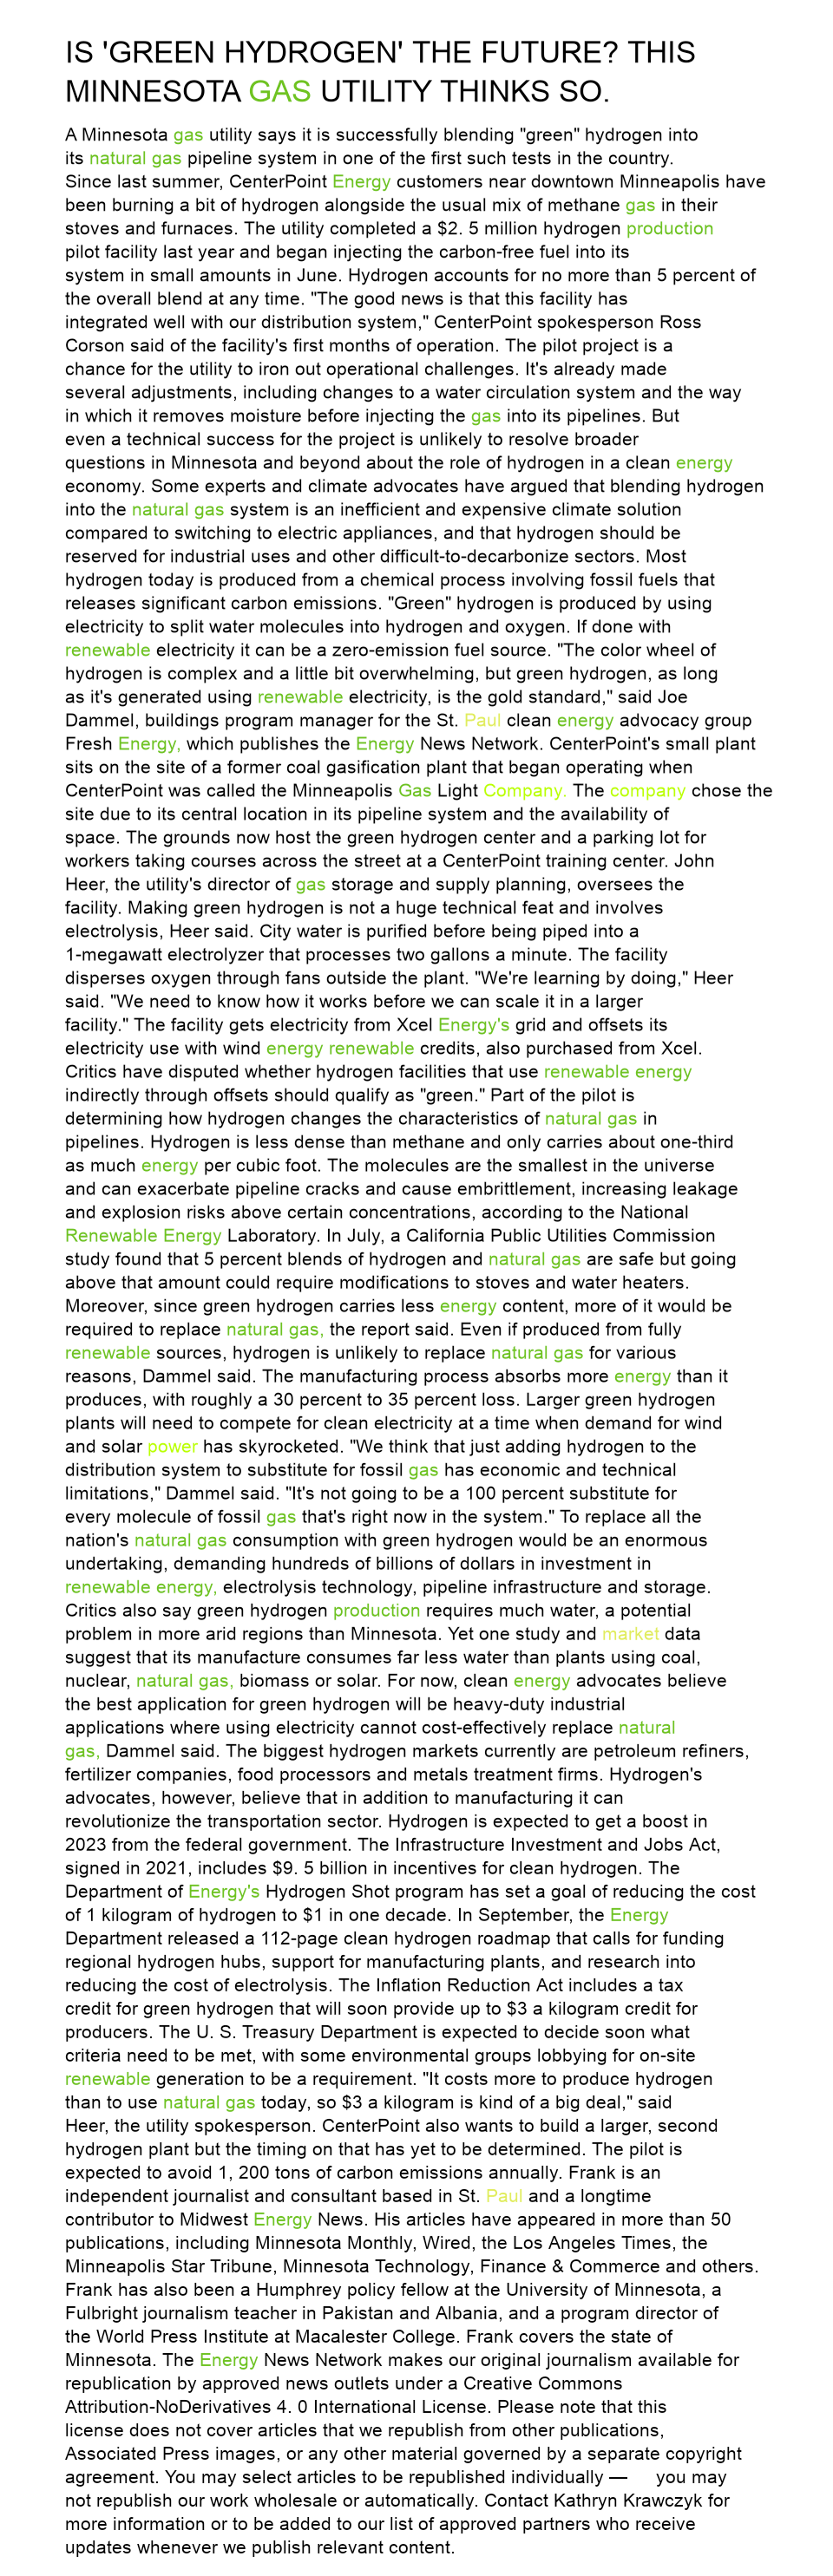 IS 'GREEN HYDROGEN' THE FUTURE? THIS
MINNESOTA GAS UTILITY THINKS SO.
A Minnesota gas utility says it is successfully blending "green" hydrogen into
its natural gas pipeline system in one of the first such tests in the country.
Since last summer, CenterPoint Energy customers near downtown Minneapolis have
been burning a bit of hydrogen alongside the usual mix of methane gas in their
stoves and furnaces. The utility completed a $2. 5 million hydrogen production
pilot facility last year and began injecting the carbon-free fuel into its
system in small amounts in June. Hydrogen accounts for no more than 5 percent of
the overall blend at any time. "The good news is that this facility has
integrated well with our distribution system," CenterPoint spokesperson Ross
Corson said of the facility's first months of operation. The pilot project is a
chance for the utility to iron out operational challenges. It's already made
several adjustments, including changes to a water circulation system and the way
in which it removes moisture before injecting the gas into its pipelines. But
even a technical success for the project is unlikely to resolve broader
questions in Minnesota and beyond about the role of hydrogen in a clean energy
economy. Some experts and climate advocates have argued that blending hydrogen
into the natural gas system is an inefficient and expensive climate solution
compared to switching to electric appliances, and that hydrogen should be
reserved for industrial uses and other difficult-to-decarbonize sectors. Most
hydrogen today is produced from a chemical process involving fossil fuels that
releases significant carbon emissions. "Green" hydrogen is produced by using
electricity to split water molecules into hydrogen and oxygen. If done with
renewable electricity it can be a zero-emission fuel source. "The color wheel of
hydrogen is complex and a little bit overwhelming, but green hydrogen, as long
as it's generated using renewable electricity, is the gold standard," said Joe
Dammel, buildings program manager for the St. Paul clean energy advocacy group
Fresh Energy, which publishes the Energy News Network. CenterPoint's small plant
sits on the site of a former coal gasification plant that began operating when
CenterPoint was called the Minneapolis Gas Light Company. The company chose the
site due to its central location in its pipeline system and the availability of
space. The grounds now host the green hydrogen center and a parking lot for
workers taking courses across the street at a CenterPoint training center. John
Heer, the utility's director of gas storage and supply planning, oversees the
facility. Making green hydrogen is not a huge technical feat and involves
electrolysis, Heer said. City water is purified before being piped into a
1-megawatt electrolyzer that processes two gallons a minute. The facility
disperses oxygen through fans outside the plant. "We're learning by doing," Heer
said. "We need to know how it works before we can scale it in a larger
facility." The facility gets electricity from Xcel Energy's grid and offsets its
electricity use with wind energy renewable credits, also purchased from Xcel.
Critics have disputed whether hydrogen facilities that use renewable energy
indirectly through offsets should qualify as "green." Part of the pilot is
determining how hydrogen changes the characteristics of natural gas in
pipelines. Hydrogen is less dense than methane and only carries about one-third
as much energy per cubic foot. The molecules are the smallest in the universe
and can exacerbate pipeline cracks and cause embrittlement, increasing leakage
and explosion risks above certain concentrations, according to the National
Renewable Energy Laboratory. In July, a California Public Utilities Commission
study found that 5 percent blends of hydrogen and natural gas are safe but going
above that amount could require modifications to stoves and water heaters.
Moreover, since green hydrogen carries less energy content, more of it would be
required to replace natural gas, the report said. Even if produced from fully
renewable sources, hydrogen is unlikely to replace natural gas for various
reasons, Dammel said. The manufacturing process absorbs more energy than it
produces, with roughly a 30 percent to 35 percent loss. Larger green hydrogen
plants will need to compete for clean electricity at a time when demand for wind
and solar power has skyrocketed. "We think that just adding hydrogen to the
distribution system to substitute for fossil gas has economic and technical
limitations," Dammel said. "It's not going to be a 100 percent substitute for
every molecule of fossil gas that's right now in the system." To replace all the
nation's natural gas consumption with green hydrogen would be an enormous
undertaking, demanding hundreds of billions of dollars in investment in
renewable energy, electrolysis technology, pipeline infrastructure and storage.
Critics also say green hydrogen production requires much water, a potential
problem in more arid regions than Minnesota. Yet one study and market data
suggest that its manufacture consumes far less water than plants using coal,
nuclear, natural gas, biomass or solar. For now, clean energy advocates believe
the best application for green hydrogen will be heavy-duty industrial
applications where using electricity cannot cost-effectively replace natural
gas, Dammel said. The biggest hydrogen markets currently are petroleum refiners,
fertilizer companies, food processors and metals treatment firms. Hydrogen's
advocates, however, believe that in addition to manufacturing it can
revolutionize the transportation sector. Hydrogen is expected to get a boost in
2023 from the federal government. The Infrastructure Investment and Jobs Act,
signed in 2021, includes $9. 5 billion in incentives for clean hydrogen. The
Department of Energy's Hydrogen Shot program has set a goal of reducing the cost
of 1 kilogram of hydrogen to $1 in one decade. In September, the Energy
Department released a 112-page clean hydrogen roadmap that calls for funding
regional hydrogen hubs, support for manufacturing plants, and research into
reducing the cost of electrolysis. The Inflation Reduction Act includes a tax
credit for green hydrogen that will soon provide up to $3 a kilogram credit for
producers. The U. S. Treasury Department is expected to decide soon what
criteria need to be met, with some environmental groups lobbying for on-site
renewable generation to be a requirement. "It costs more to produce hydrogen
than to use natural gas today, so $3 a kilogram is kind of a big deal," said
Heer, the utility spokesperson. CenterPoint also wants to build a larger, second
hydrogen plant but the timing on that has yet to be determined. The pilot is
expected to avoid 1, 200 tons of carbon emissions annually. Frank is an
independent journalist and consultant based in St. Paul and a longtime
contributor to Midwest Energy News. His articles have appeared in more than 50
publications, including Minnesota Monthly, Wired, the Los Angeles Times, the
Minneapolis Star Tribune, Minnesota Technology, Finance & Commerce and others.
Frank has also been a Humphrey policy fellow at the University of Minnesota, a
Fulbright journalism teacher in Pakistan and Albania, and a program director of
the World Press Institute at Macalester College. Frank covers the state of
Minnesota. The Energy News Network makes our original journalism available for
republication by approved news outlets under a Creative Commons
Attribution-NoDerivatives 4. 0 International License. Please note that this
license does not cover articles that we republish from other publications,
Associated Press images, or any other material governed by a separate copyright
agreement. You may select articles to be republished individually — you may
not republish our work wholesale or automatically. Contact Kathryn Krawczyk for
more information or to be added to our list of approved partners who receive
updates whenever we publish relevant content.